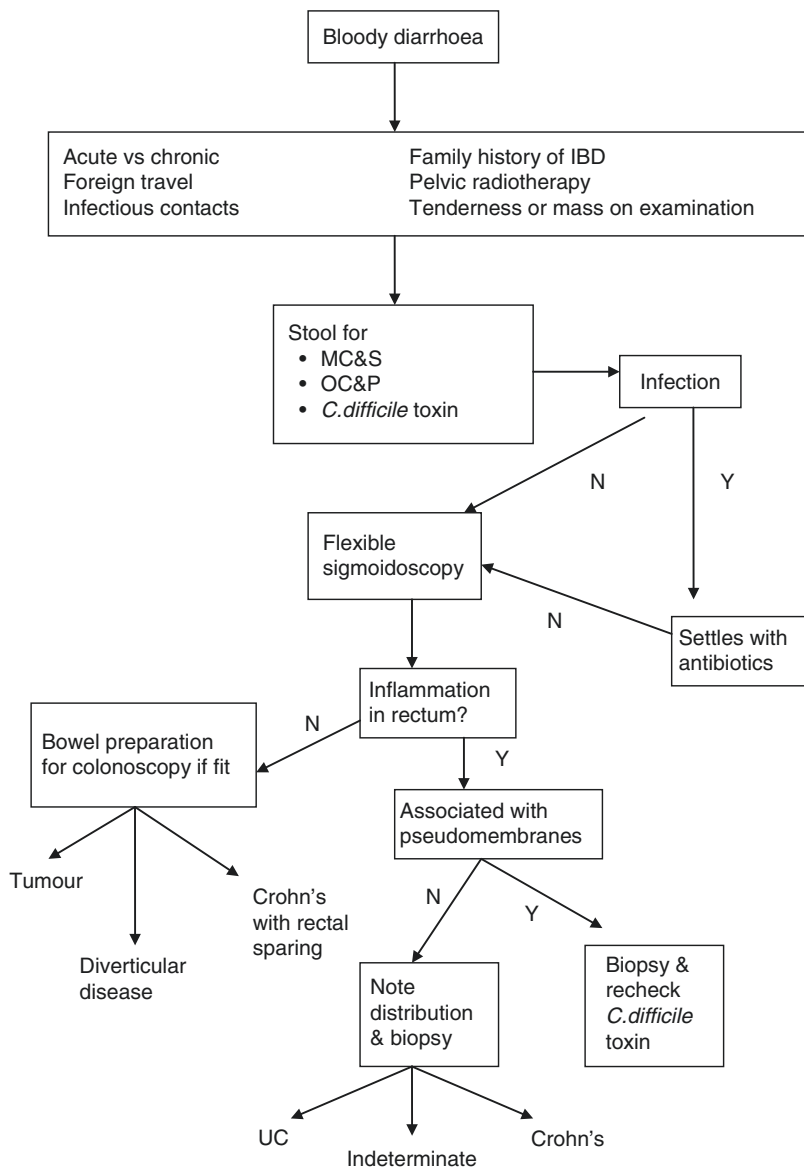 Bloody diarrhoea
Acute vs chronic
Foreign travel
Infectious contacts
Family history of IBD
Pelvic radiotherapy
Tenderness or mass on examination
Stool for
• MC&S
• OC&P
• C.difficile toxin
Infection
N
Y
Flexible
sigmoidoscopy
N
Settles with
antibiotics
Inflammation
in rectum?
N
Y
Bowel preparation
for colonoscopy if fit
Associated with
pseudomembranes
Tumour
Diverticular
disease
Crohn's
with rectal
sparing
N
Y
Note
distribution
& biopsy
Biopsy &
recheck
C.difficile
toxin
UC
Indeterminate
Crohn's